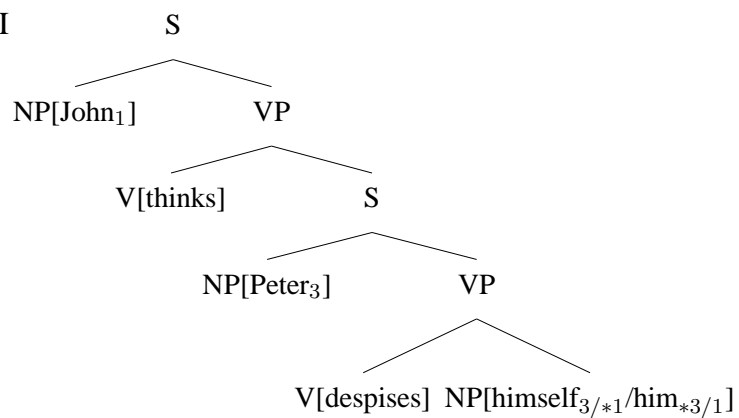 I S
NP[John₁] VP
V[thinks] S
NP[Peter₃] VP
V[despises] NP[himself₃/∗₁/him∗₃/₁]